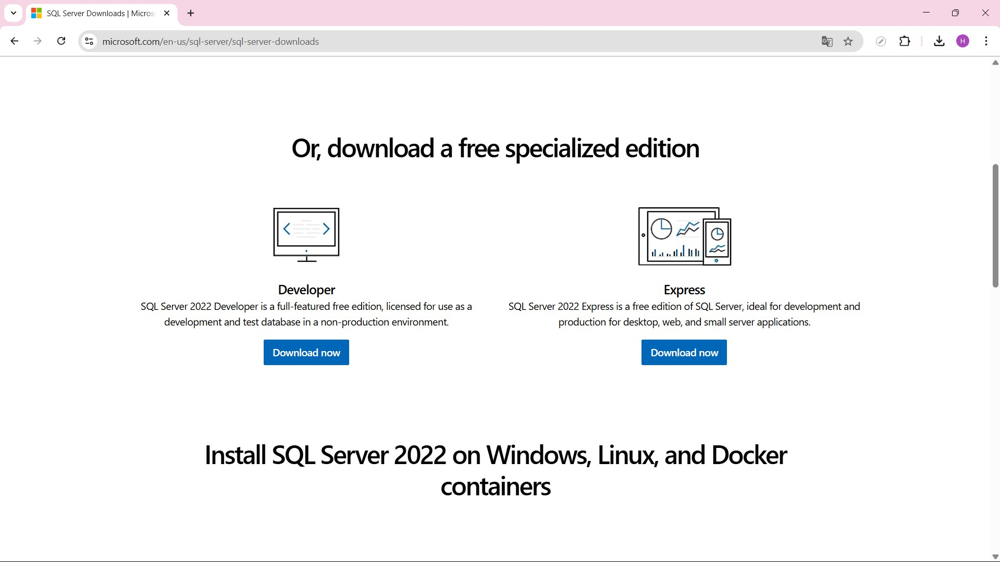 SQL Server Downloads | Micros
microsoft.com/en-us/sql-server/sql-server-downloads
H
Or, download a free specialized edition
Developer
SQL Server 2022 Developer is a full-featured free edition, licensed for use as a
development and test database in a non-production environment.
Download now
Express
SQL Server 2022 Express is a free edition of SQL Server, ideal for development and
production for desktop, web, and small server applications.
Download now
Install SQL Server 2022 on Windows, Linux, and Docker
containers